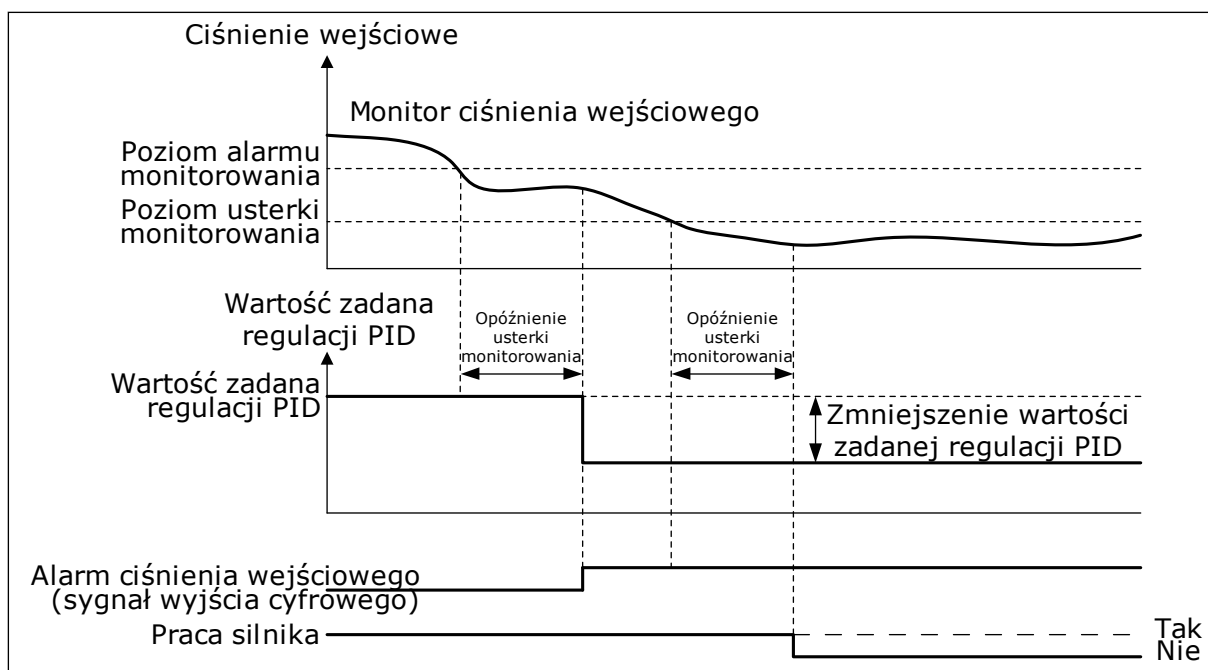 Ciśnienie wejściowe
Monitor ciśnienia wejściowego
Poziom alarmu
monitorowania
Poziom usterki
monitorowania
Wartość zadana
regulacji PID
Opóźnienie
usterki
monitorowania
Opóźnienie
usterki
monitorowania
Wartość zadana
regulacji PID
Zmniejszenie wartości
zadanej regulacji PID
Alarm ciśnienia wejściowego
(sygnał wyjścia cyfrowego)
Praca silnika
Tak
Nie